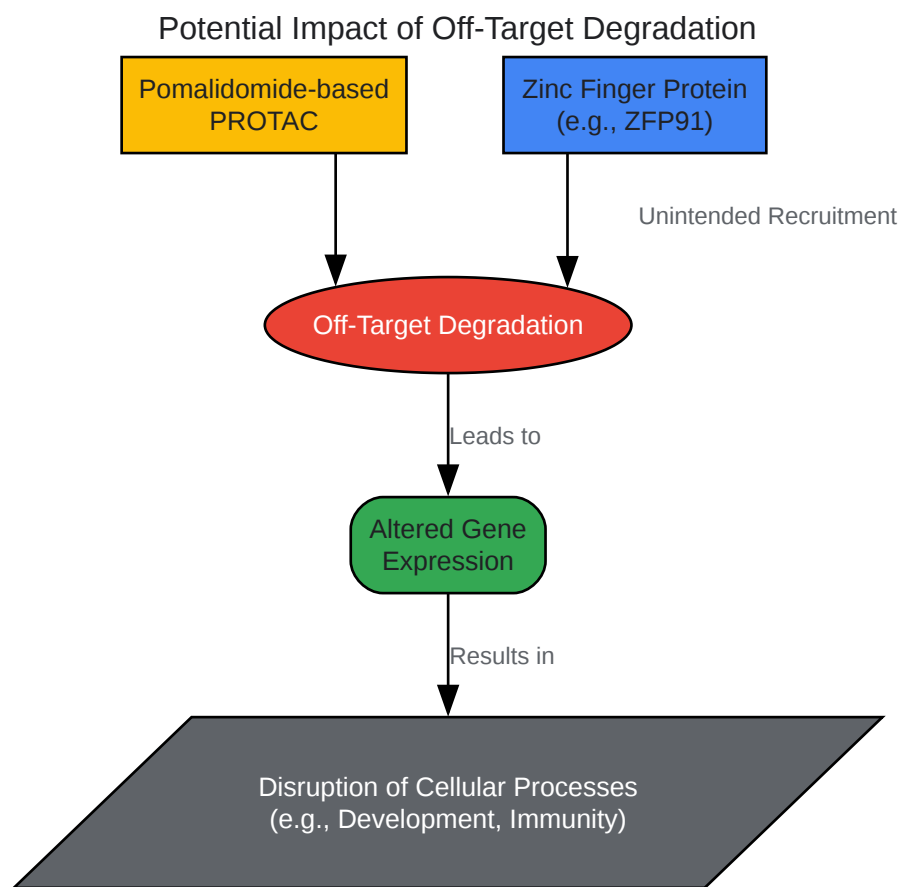 Potential Impact of Off-Target Degradation
Pomalidomide-based
PROTAC
Zinc Finger Protein
(e.g., ZFP91)
Unintended Recruitment
Off-Target Degradation
Leads to
Altered Gene
Expression
Results in
Disruption of Cellular Processes
(e.g., Development, Immunity)